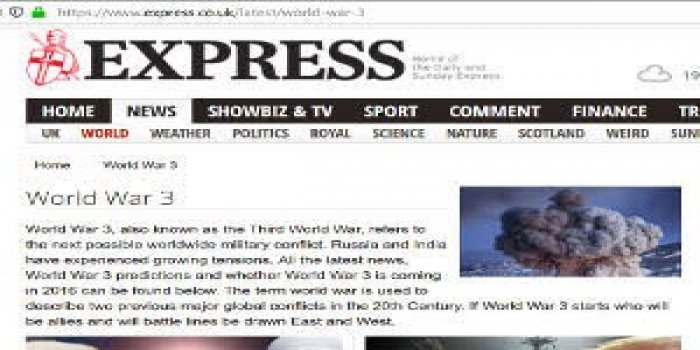 https://www.express.co.uk/latest/world-war-3
EXPRESS
Home of
the Daily and
Sunday Express
19
HOME NEWS SHOWBIZ & TV SPORT COMMENT FINANCE TR
UK WORLD WEATHER POLITICS ROYAL SCIENCE NATURE SCOTLAND WEIRD SUN
Home World War 3
World War 3
World War 3, also known as the Third World War, refers to
the next possible worldwide military conflict. Russia and India
have experienced growing tensions. All the latest news,
World War 3 predictions and whether World War 3 is coming
in 2016 can be found below. The term world war is used to
describe two previous major global conflicts in the 20th Century. If World War 3 starts who will
be allies and will battle lines be drawn East and West.